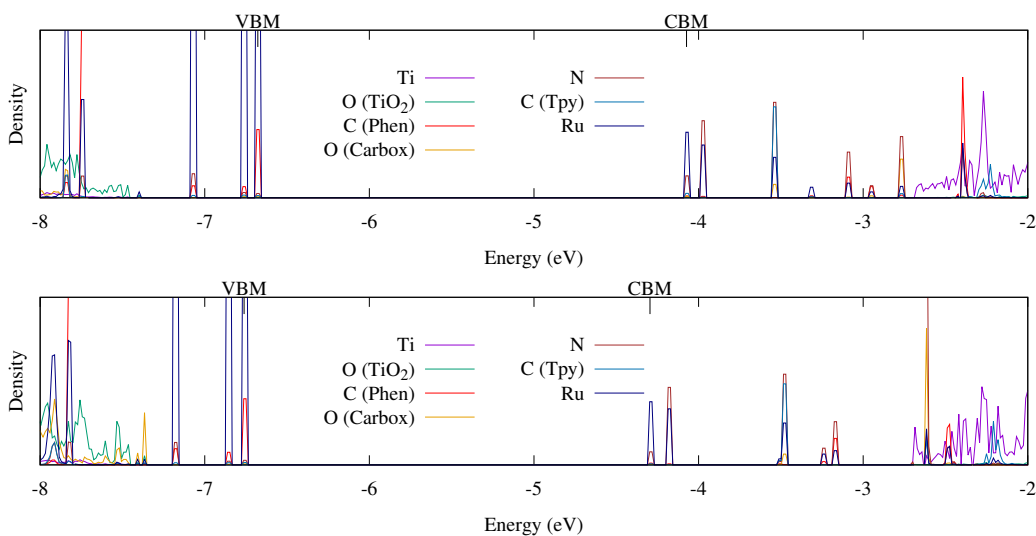 VBM CBM
Density
Ti N
O (TiO2) C (Tpy)
C (Phen) Ru
O (Carbox)
-8 -7 -6 -5 -4 -3 -2
Energy (eV)
VBM CBM
Density
Ti N
O (TiO2) C (Tpy)
C (Phen) Ru
O (Carbox)
-8 -7 -6 -5 -4 -3 -2
Energy (eV)